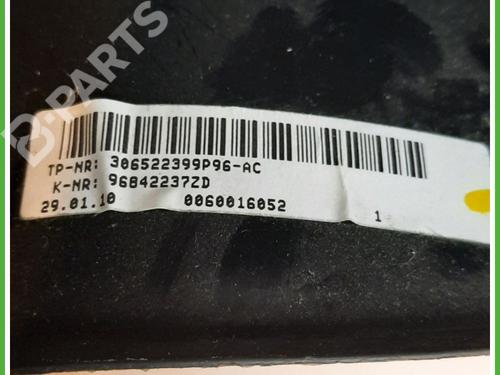 B-PARTS
TP-NR: 306522399P96-AC
K-NR: 96842237ZD
29.01.10 0060016052 1